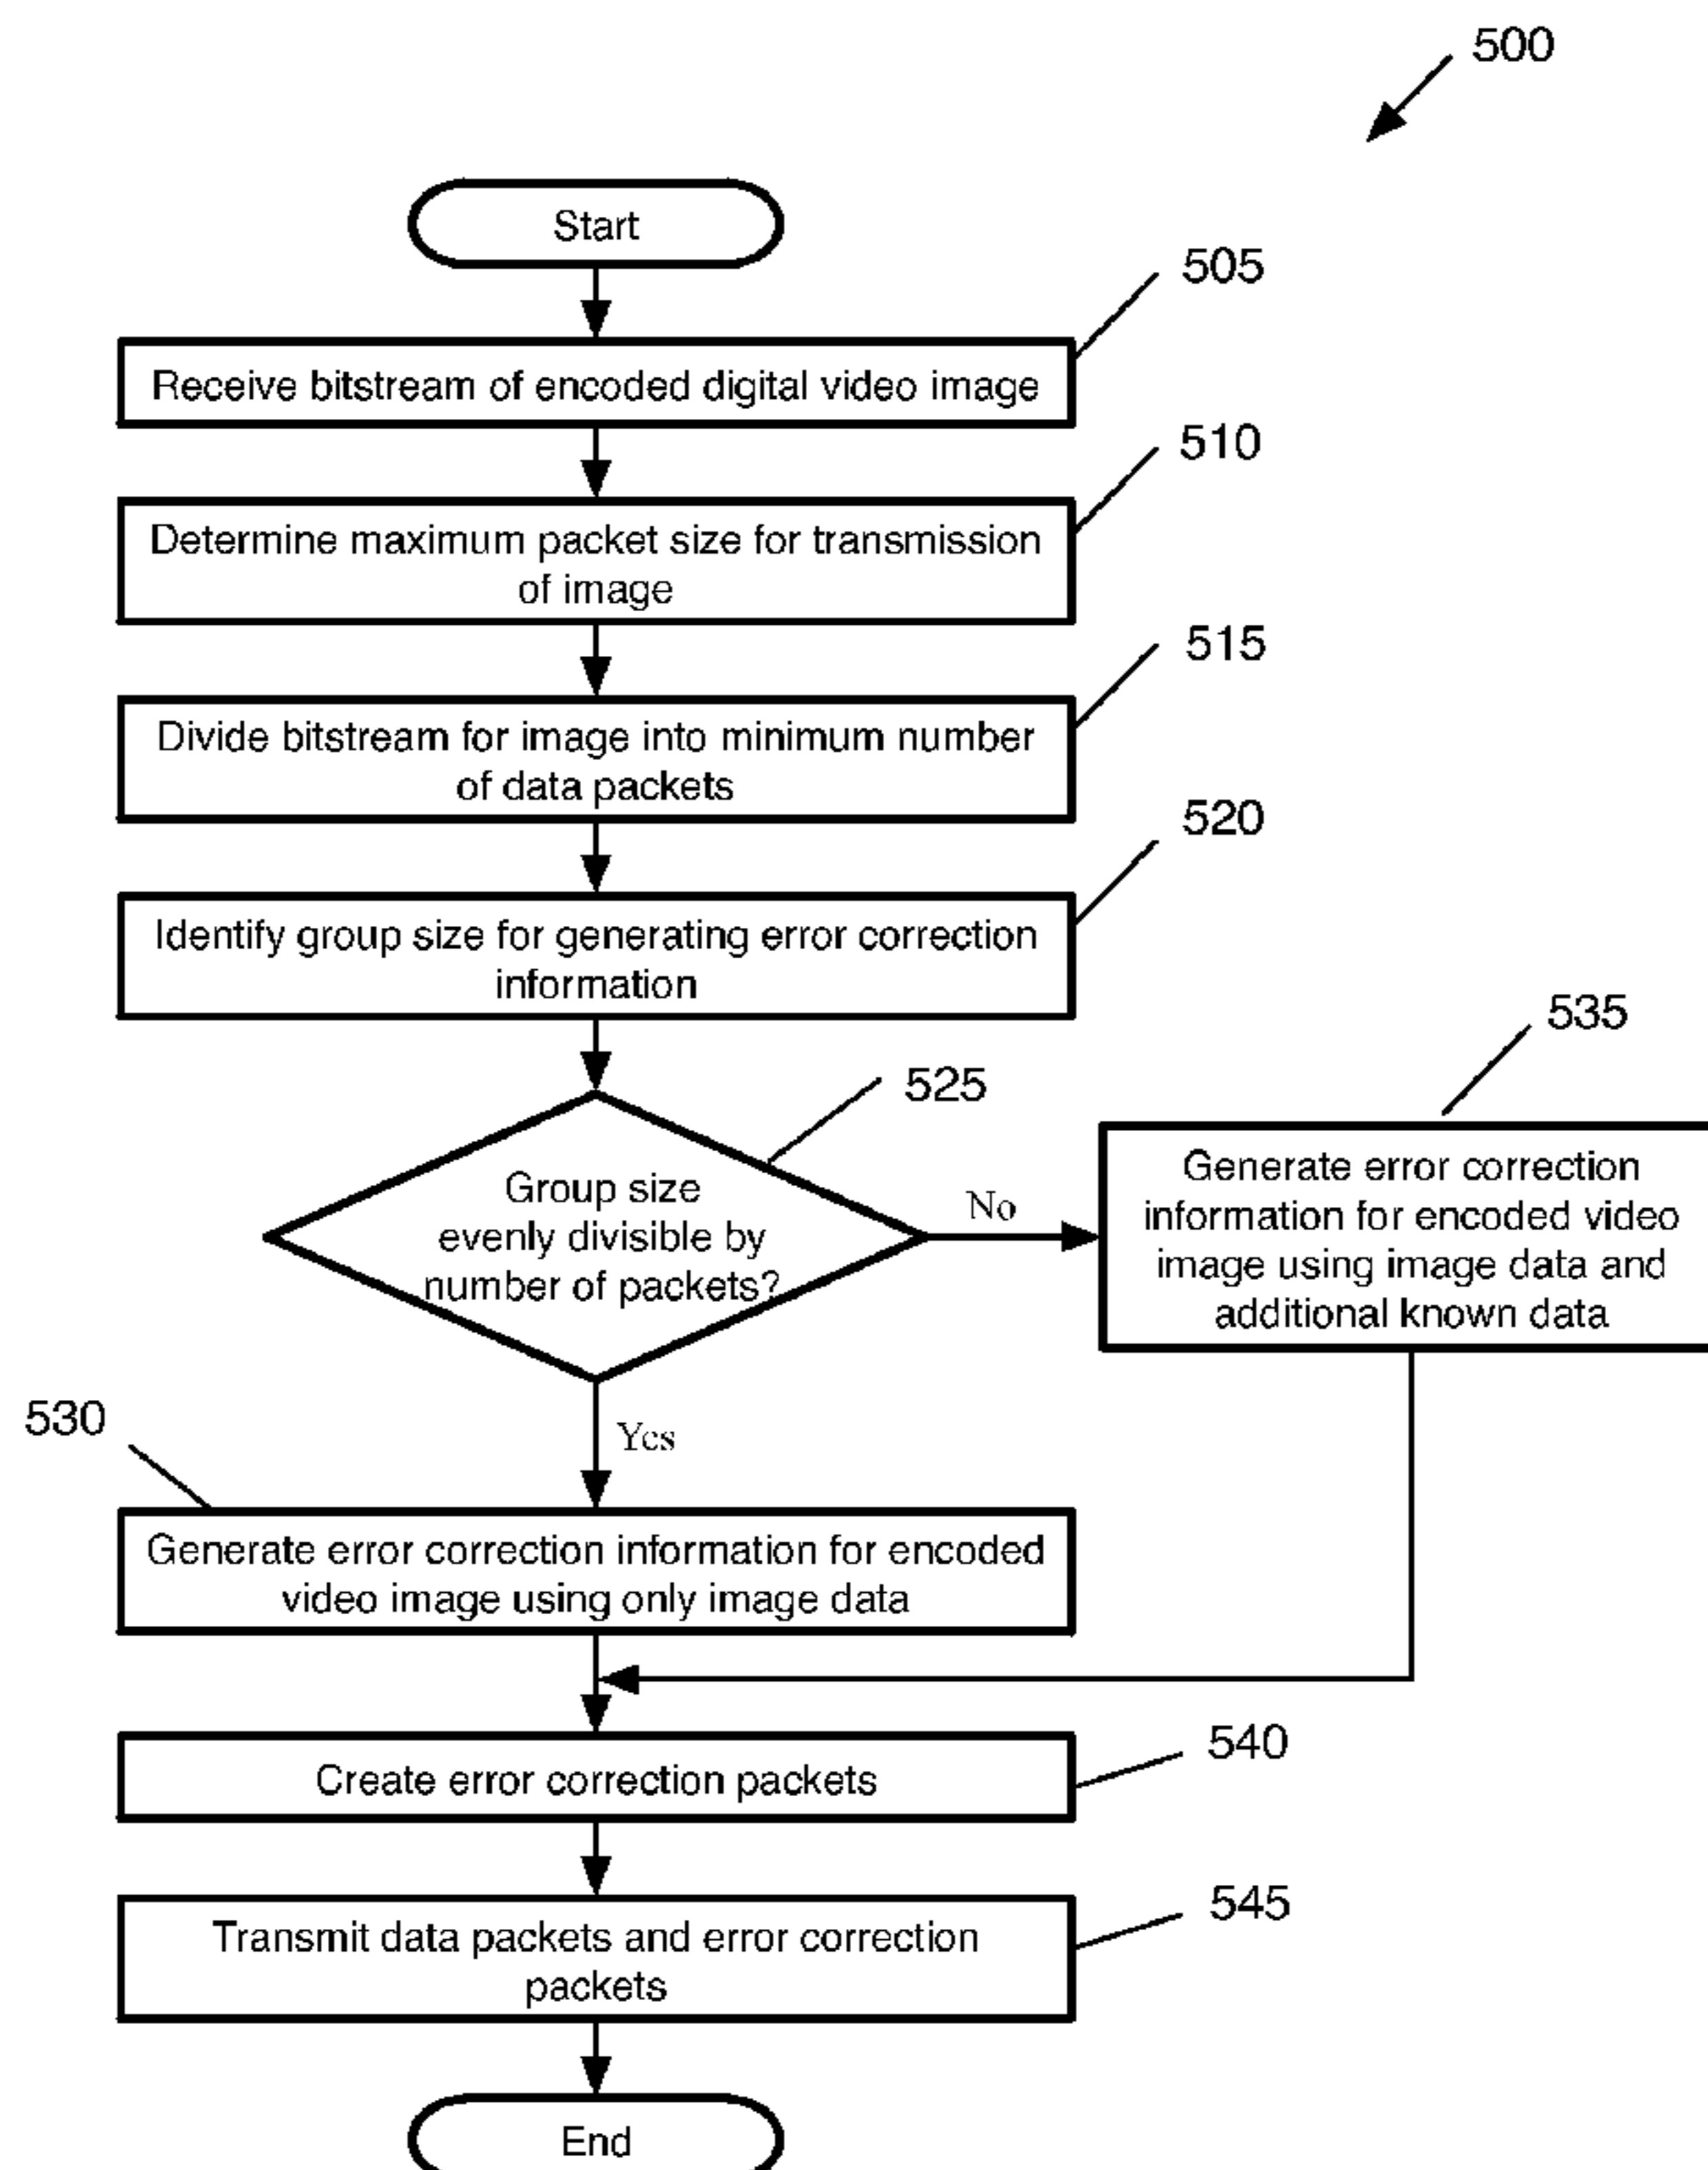 500
Start
505
Receive bitstream of encoded digital video image
510
Determine maximum packet size for transmission
of image
515
Divide bitstream for image into minimum number
of data packets
520
Identify group size for generating error correction
information
525
Group size
evenly divisible by
number of packets?
No
535
Generate error correction
information for encoded video
image using image data and
additional known data
Yes
530
Generate error correction information for encoded
video image using only image data
540
Create error correction packets
545
Transmit data packets and error correction
packets
End